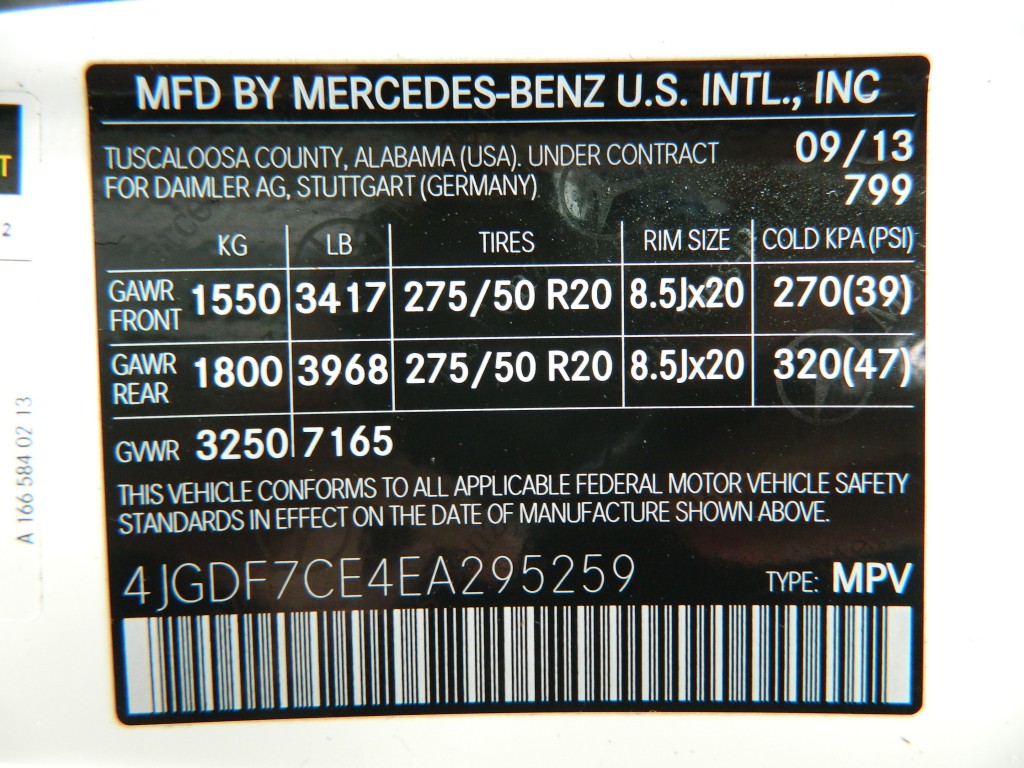 MFD BY MERCEDES-BENZ U.S. INTL., INC
TUSCALOOSA COUNTY, ALABAMA (USA). UNDER CONTRACT 09/13
FOR DAIMLER AG, STUTTGART (GERMANY) 799
KG LB TIRES RIM SIZE COLD KPA (PSI)
GAWR FRONT 1550 3417 275/50 R20 8.5Jx20 270(39)
GAWR REAR 1800 3968 275/50 R20 8.5Jx20 320(47)
GVWR 3250 7165
THIS VEHICLE CONFORMS TO ALL APPLICABLE FEDERAL MOTOR VEHICLE SAFETY
STANDARDS IN EFFECT ON THE DATE OF MANUFACTURE SHOWN ABOVE.
4JGDF7CE4EA295259 TYPE: MPV
T
2
A 166 584 02 13